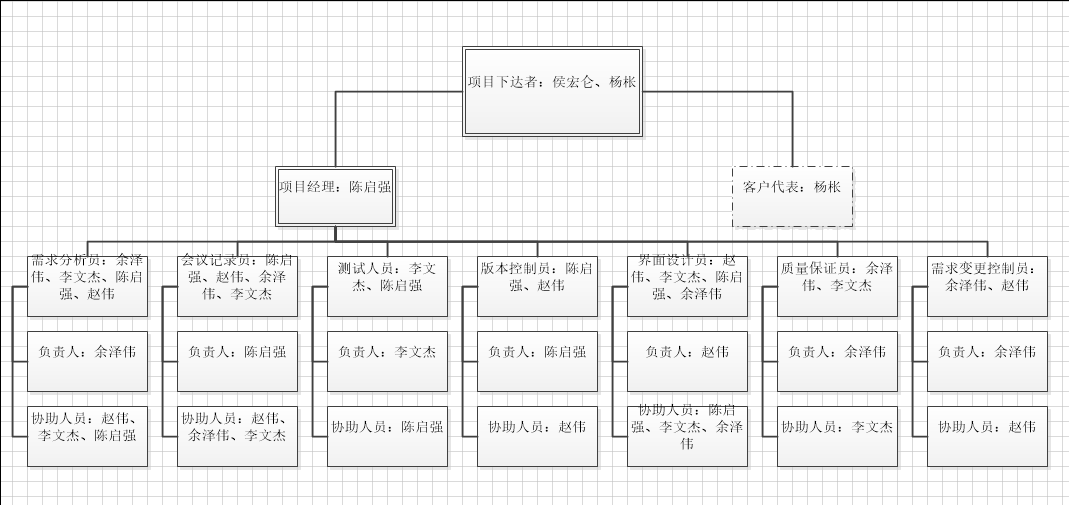 项目下达者：侯宏仑、杨枨
项目经理：陈启强
客户代表：杨枨
需求分析员：余泽
伟、李文杰、陈启
强、赵伟
会议记录员：陈启
强、赵伟、余泽
伟、李文杰
测试人员：李文
杰、陈启强
版本控制员：陈启
强、赵伟
界面设计员：赵
伟、李文杰、陈启
强、余泽伟
质量保证员：余泽
伟、李文杰
需求变更控制员：
余泽伟、赵伟
负责人：余泽伟
负责人：陈启强
负责人：李文杰
负责人：陈启强
负责人：赵伟
负责人：余泽伟
负责人：余泽伟
协助人员：赵伟、
李文杰、陈启强
协助人员：赵伟、
余泽伟、李文杰
协助人员：陈启强
协助人员：赵伟
协助人员：陈启
强、李文杰、余泽
伟
协助人员：李文杰
协助人员：赵伟